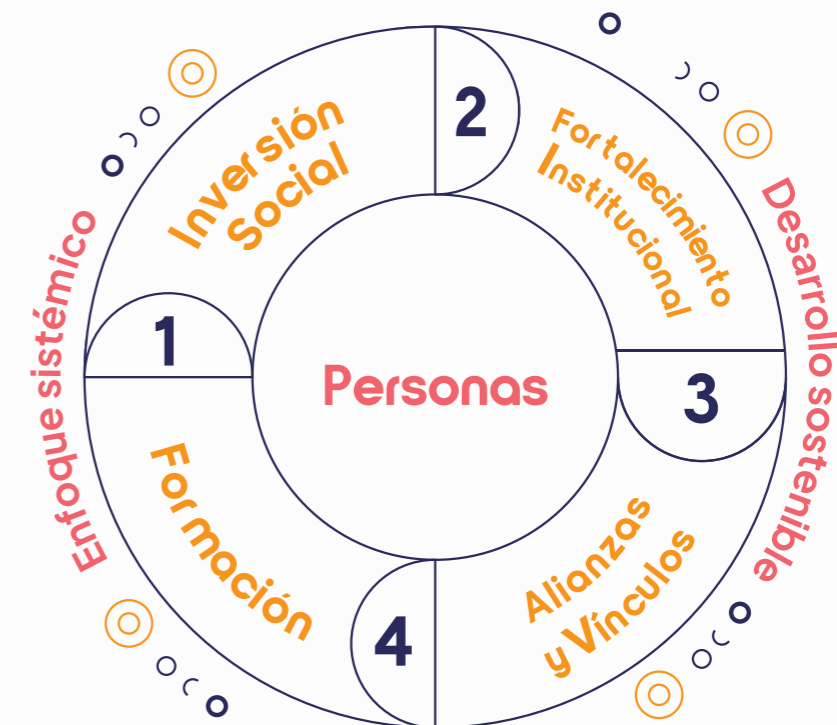 1
Inversión
Social
2
Fortalecimiento
Institucional
3
Alianzas
y Vínculos
4
Formación
Personas
Enfoque sistémico
Desarrollo sostenible